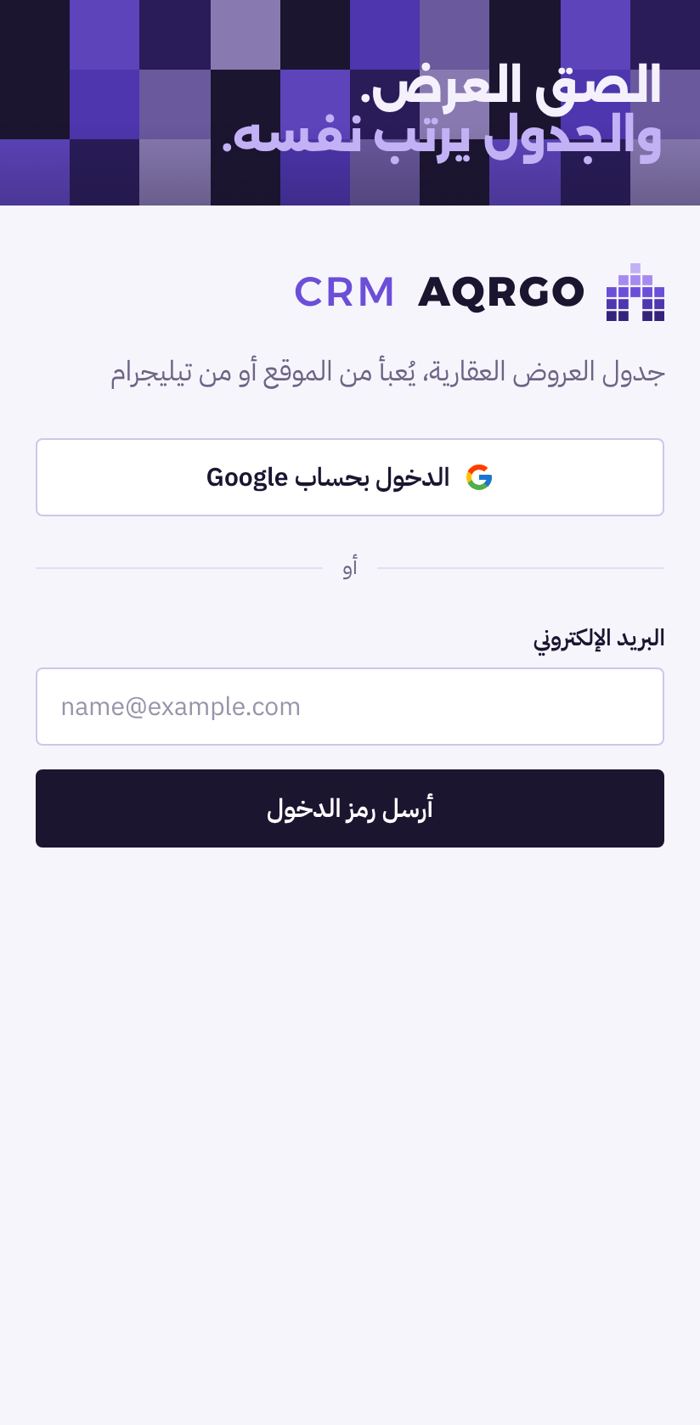 الصق العرض.
والجدول يرتب نفسه.
CRM AQRGO
جدول العروض العقارية، يُعبأ من الموقع أو من تيليجرام
الدخول بحساب Google
أو
البريد الإلكتروني
name@example.com
أرسل رمز الدخول